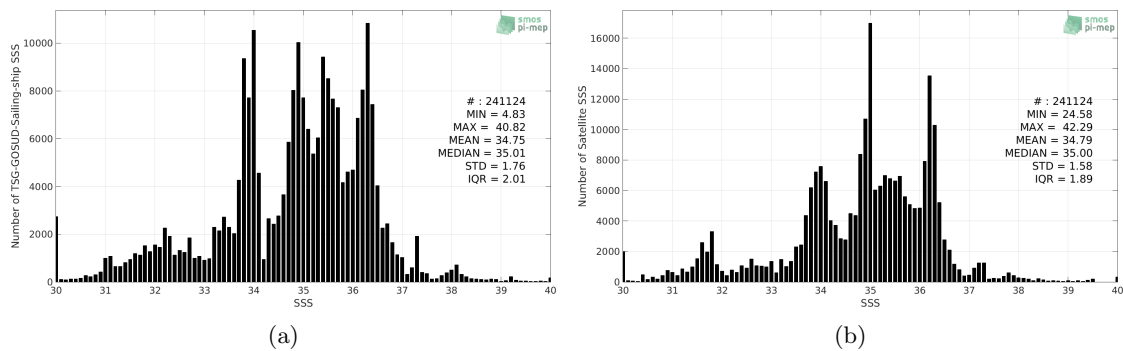 smos
pi-mep
Number of TSG-GOSUD-Sailing-ship SSS
10000
8000
6000
4000
2000
0
# : 241124
MIN = 4.83
MAX = 40.82
MEAN = 34.75
MEDIAN = 35.01
STD = 1.76
IQR = 2.01
30 31 32 33 34 35 36 37 38 39 40
SSS
(a)
smos
pi-mep
Number of Satellite SSS
16000
14000
12000
10000
8000
6000
4000
2000
0
# : 241124
MIN = 24.58
MAX = 42.29
MEAN = 34.79
MEDIAN = 35.00
STD = 1.58
IQR = 1.89
30 31 32 33 34 35 36 37 38 39 40
SSS
(b)